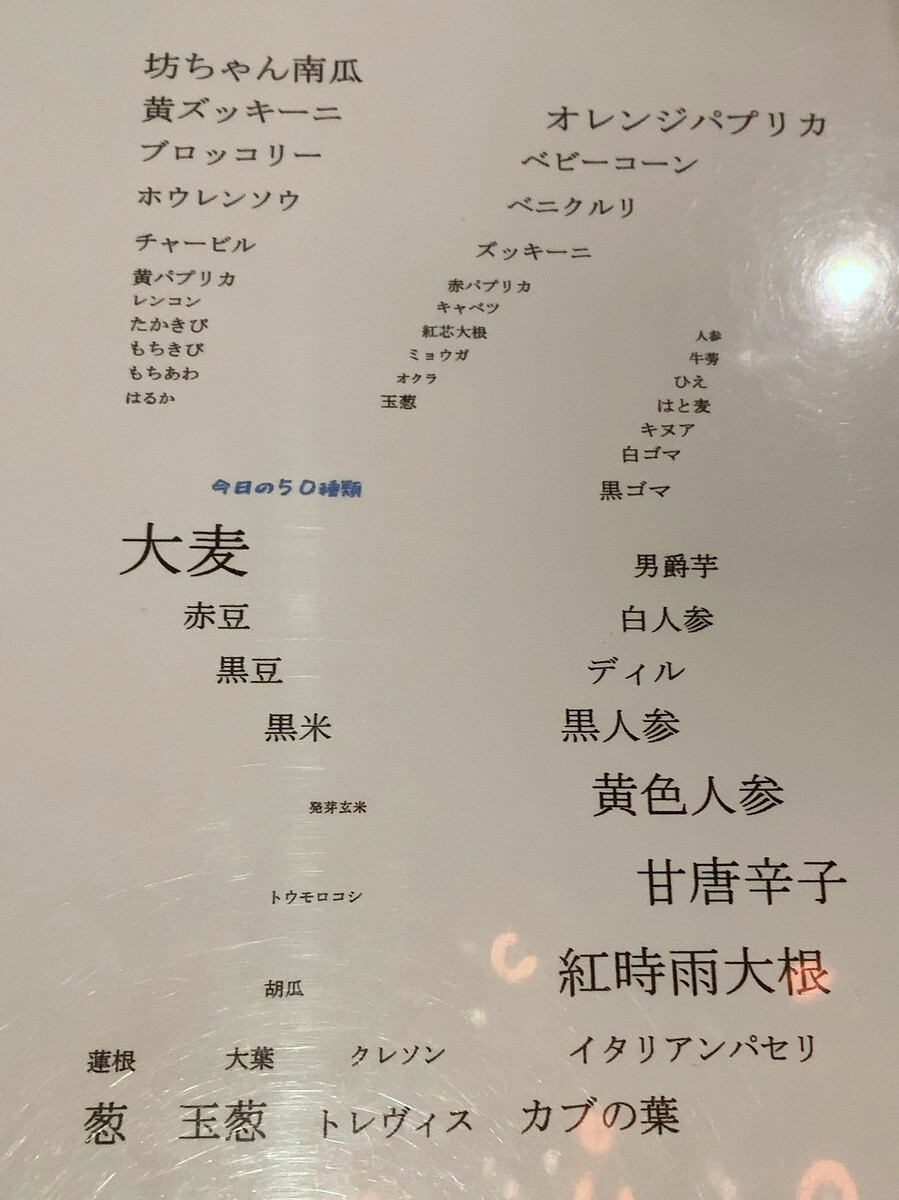 坊ちゃん南瓜
黄ズッキーニ
オレンジパプリカ
ブロッコリー
ベビーコーン
ホウレンソウ
ベニクルリ
チャービル
ズッキーニ
黄パプリカ
赤パプリカ
レンコン
キャベツ
たかきび
紅芯大根
人参
もちきび
ミョウガ
牛蒡
もちあわ
オクラ
ひえ
はるか
玉葱
はと麦
キヌア
白ゴマ
今日の50種類
黒ゴマ
大麦
男爵芋
赤豆
白人参
黒豆
ディル
黒米
黒人参
黄色人参
発芽玄米
甘唐辛子
トウモロコシ
紅時雨大根
胡瓜
蓮根 大葉 クレソン イタリアンパセリ
葱 玉葱 トレヴィス カブの葉